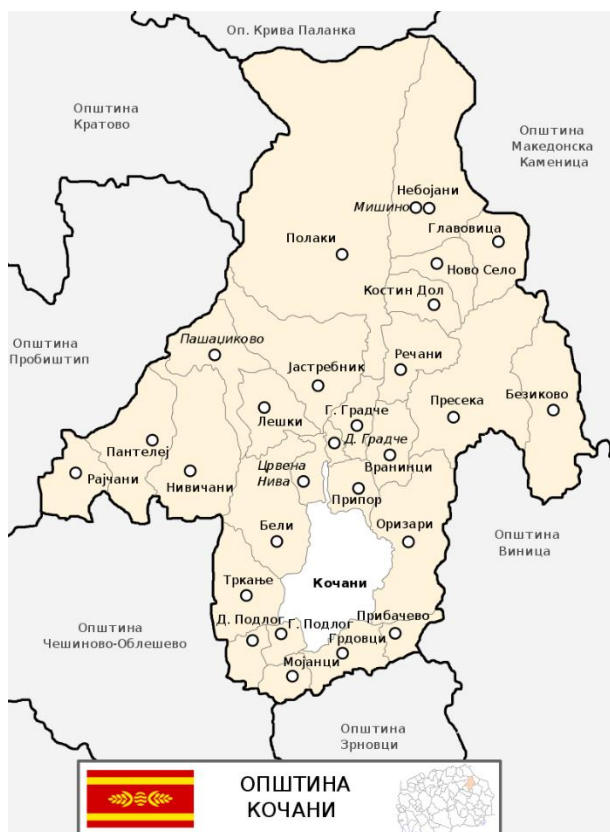 Оп. Крива Паланка
Општина
Кратово
Општина
Македонска
Каменица
Небојани
Мишино
Главовица
Полаки
Ново Село
Костин Дол
Општина
Пробиштип
Пашаџиково
Јастребник
Речани
Безиково
Пресека
Лешки
Г. Градче
Д. Градче
Пантелеј
Вранинци
Рајчани
Нивичани
Црвена
Нива
Припор
Бели
Оризари
Општина
Виница
Тркање
Кочани
Д. Подлог
Г. Подлог
Прибачево
Грдовци
Општина
Чешиново-Облешево
Мојанци
Општина
Зрновци
ОПШТИНА
КОЧАНИ